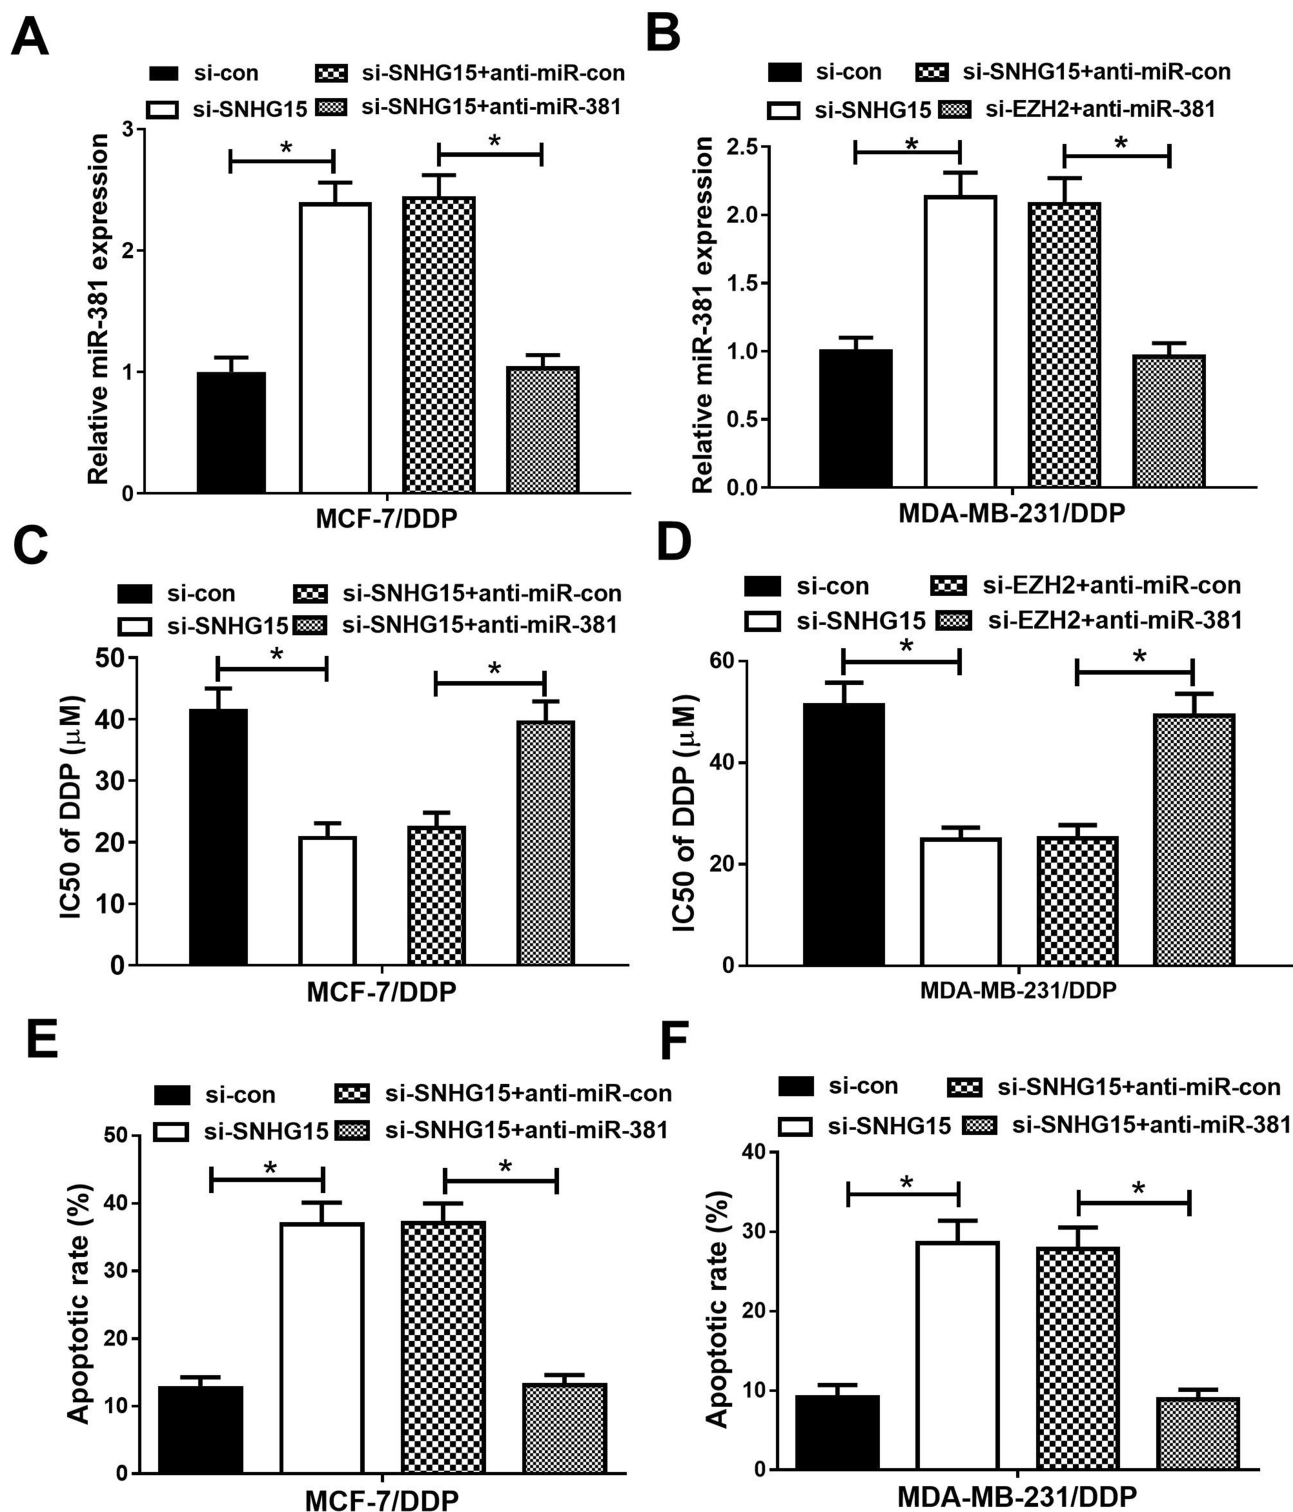 A
si-con si-SNHG15+anti-miR-con
si-SNHG15 si-SNHG15+anti-miR-381
Relative miR-381 expression
3
2
1
0
*
*
MCF-7/DDP
B
si-con si-SNHG15+anti-miR-con
si-SNHG15 si-EZH2+anti-miR-381
Relative miR-381 expression
2.5
2.0
1.5
1.0
0.5
0.0
*
*
MDA-MB-231/DDP
C
si-con si-SNHG15+anti-miR-con
si-SNHG15 si-SNHG15+anti-miR-381
IC50 of DDP (μM)
50
40
30
20
10
0
*
*
MCF-7/DDP
D
si-con si-EZH2+anti-miR-con
si-SNHG15 si-EZH2+anti-miR-381
IC50 of DDP (μM)
60
40
20
0
*
*
MDA-MB-231/DDP
E
si-con si-SNHG15+anti-miR-con
si-SNHG15 si-SNHG15+anti-miR-381
Apoptotic rate (%)
50
40
30
20
10
0
*
*
MCF-7/DDP
F
si-con si-SNHG15+anti-miR-con
si-SNHG15 si-SNHG15+anti-miR-381
Apoptotic rate (%)
40
30
20
10
0
*
*
MDA-MB-231/DDP